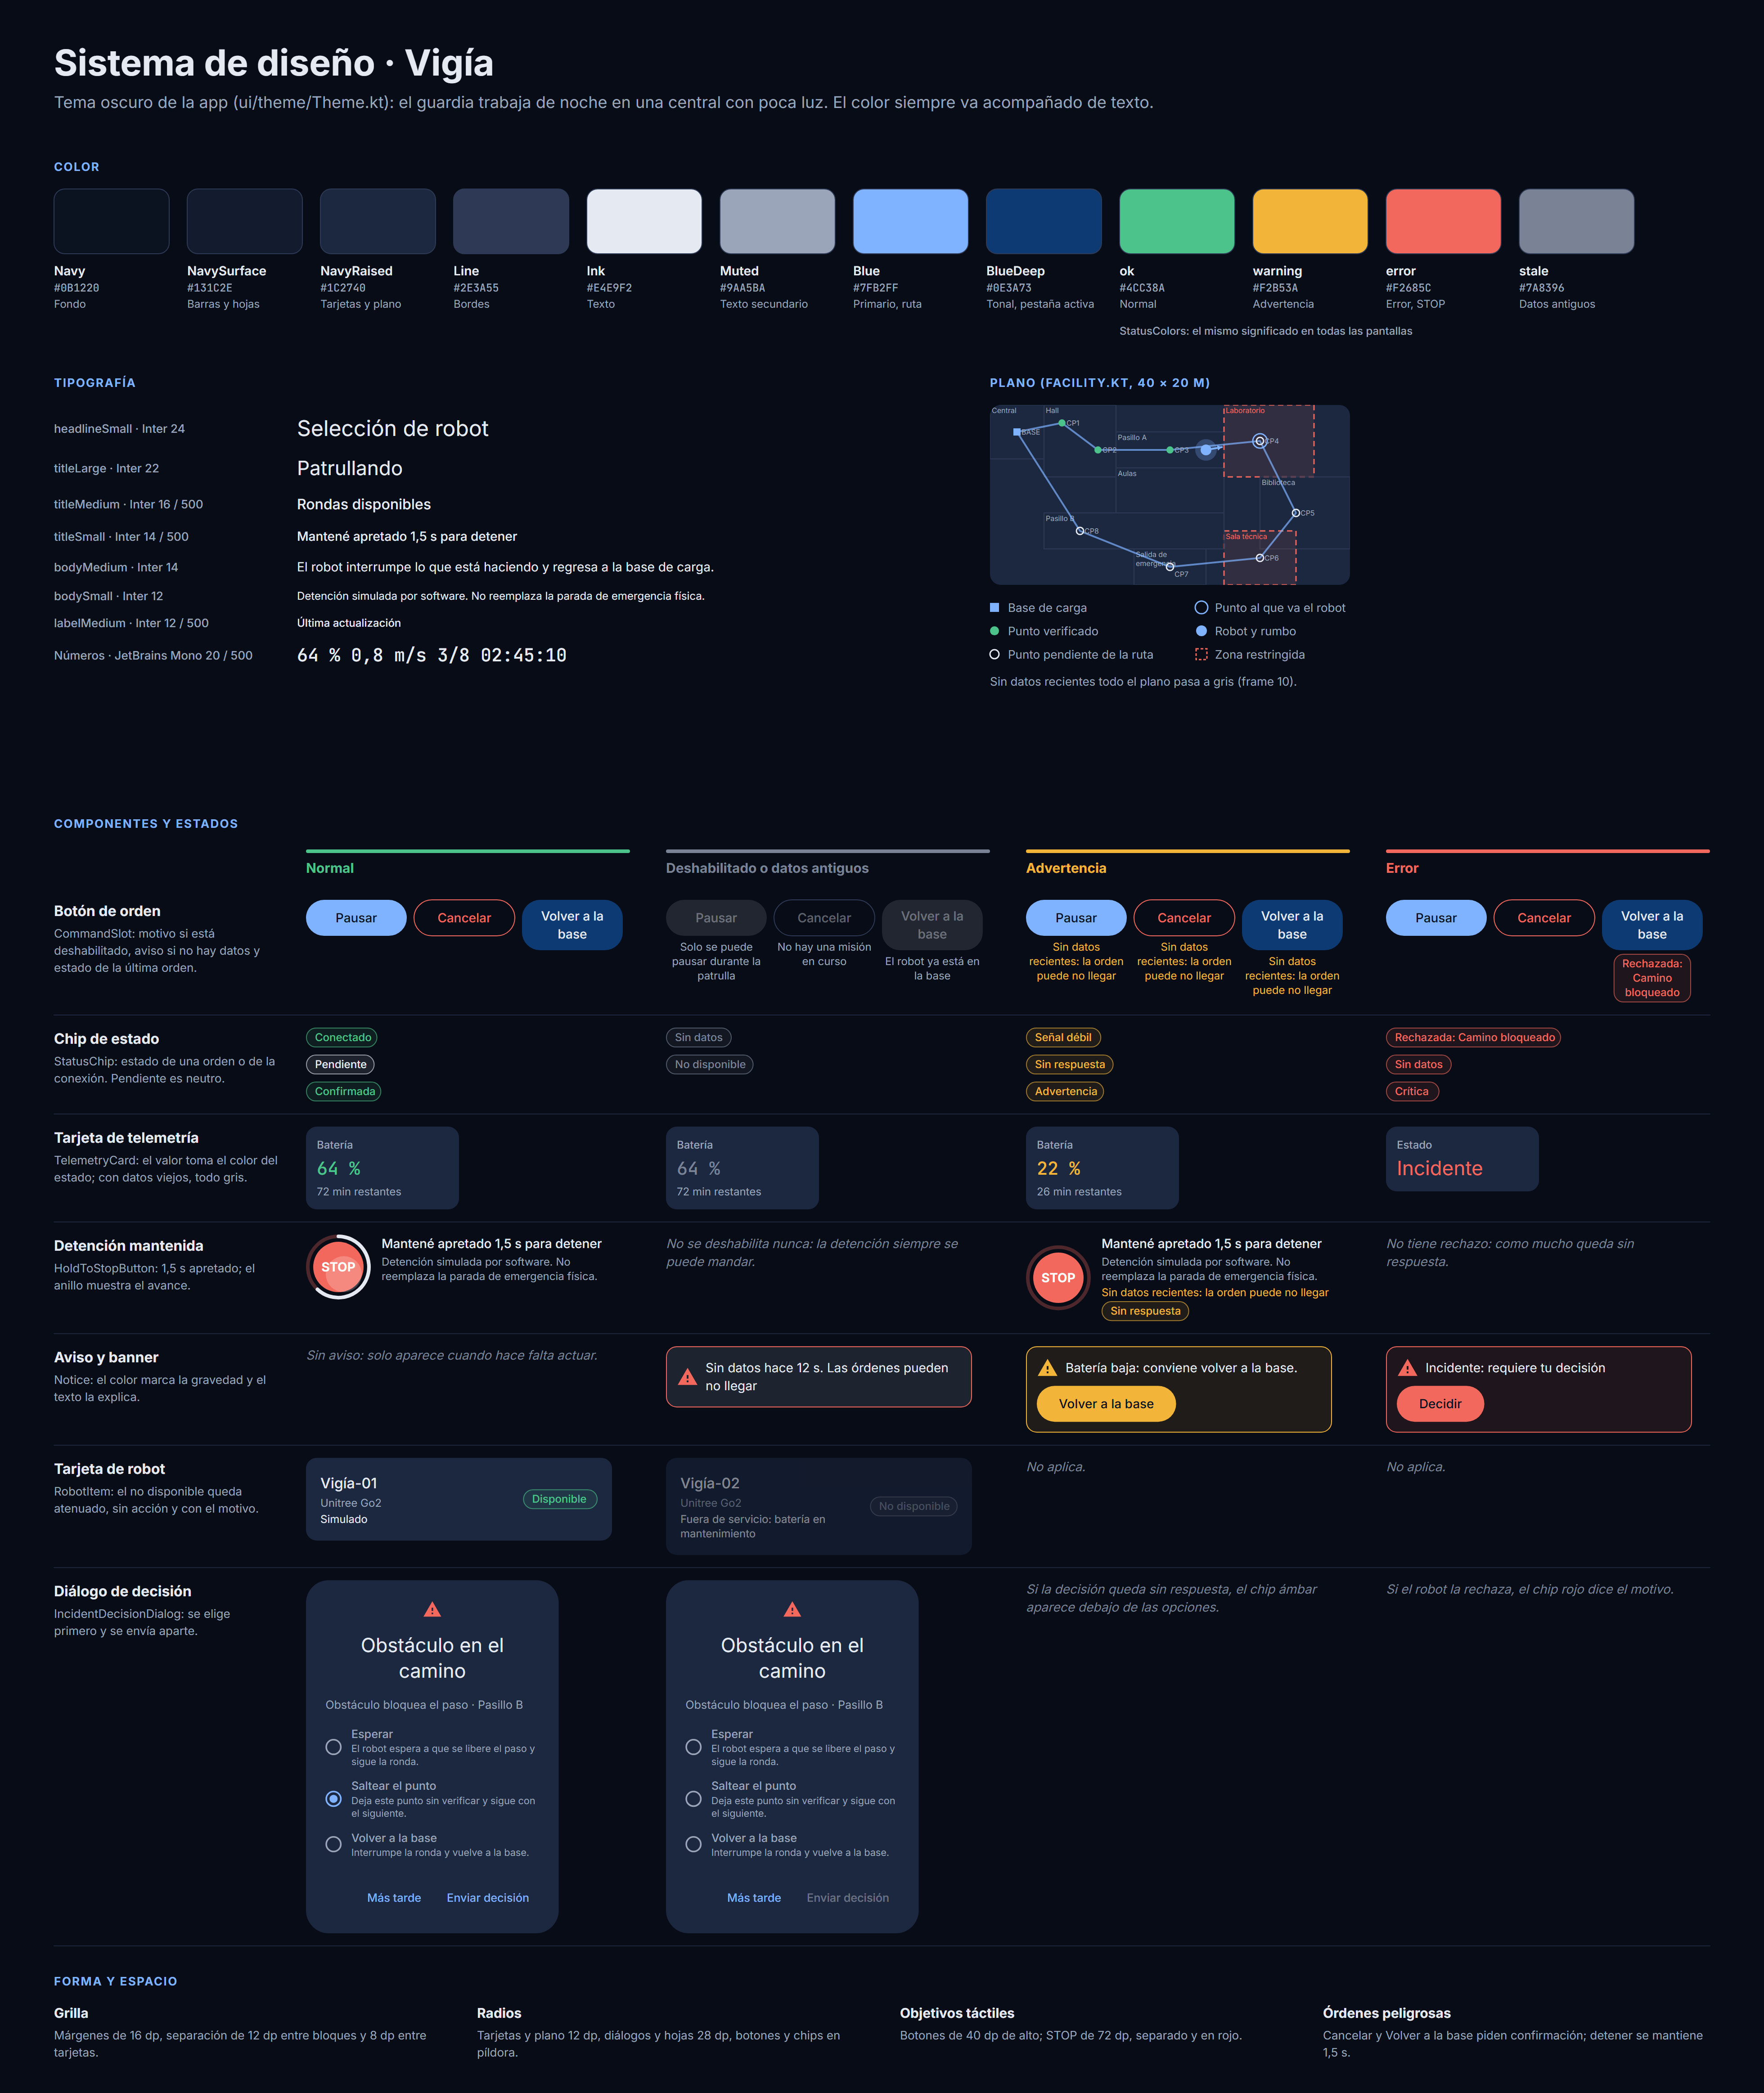 Sistema de diseño · Vigía
Tema oscuro de la app (ui/theme/Theme.kt): el guardia trabaja de noche en una central con poca luz. El color siempre va acompañado de texto.
COLOR
Navy
#0B1220
Fondo
NavySurface
#131C2E
Barras y hojas
NavyRaised
#1C2740
Tarjetas y plano
Line
#2E3A55
Bordes
Ink
#E4E9F2
Texto
Muted
#9AA5BA
Texto secundario
Blue
#7FB2FF
Primario, ruta
BlueDeep
#0E3A73
Tonal, pestaña activa
ok
#4CC38A
Normal
warning
#F2B53A
Advertencia
error
#F2685C
Error, STOP
stale
#7A8396
Datos antiguos
StatusColors: el mismo significado en todas las pantallas
TIPOGRAFÍA
headlineSmall · Inter 24
Selección de robot
titleLarge · Inter 22
Patrullando
titleMedium · Inter 16 / 500
Rondas disponibles
titleSmall · Inter 14 / 500
Mantené apretado 1,5 s para detener
bodyMedium · Inter 14
El robot interrumpe lo que está haciendo y regresa a la base de carga.
bodySmall · Inter 12
Detención simulada por software. No reemplaza la parada de emergencia física.
labelMedium · Inter 12 / 500
Última actualización
Números · JetBrains Mono 20 / 500
64 % 0,8 m/s 3/8 02:45:10
PLANO (FACILITY.KT, 40 × 20 M)
Central
Hall
Laboratorio
BASE
CP1
Pasillo A
CP2
CP3
CP4
Aulas
Biblioteca
CP5
Pasillo B
CP8
Sala técnica
Salida de
emergencia
CP6
CP7
Base de carga
Punto al que va el robot
Punto verificado
Robot y rumbo
Punto pendiente de la ruta
Zona restringida
Sin datos recientes todo el plano pasa a gris (frame 10).
COMPONENTES Y ESTADOS
Normal
Deshabilitado o datos antiguos
Advertencia
Error
Botón de orden
CommandSlot: motivo si está
deshabilitado, aviso si no hay datos y
estado de la última orden.
Pausar
Cancelar
Volver a la
base
Pausar
Solo se puede
pausar durante la
patrulla
Cancelar
No hay una misión
en curso
Volver a la
base
El robot ya está en
la base
Pausar
Sin datos
recientes: la orden
puede no llegar
Cancelar
Sin datos
recientes: la orden
puede no llegar
Volver a la
base
Sin datos
recientes: la orden
puede no llegar
Pausar
Cancelar
Volver a la
base
Rechazada:
Camino
bloqueado
Chip de estado
StatusChip: estado de una orden o de la
conexión. Pendiente es neutro.
Conectado
Pendiente
Confirmada
Sin datos
No disponible
Señal débil
Sin respuesta
Advertencia
Rechazada: Camino bloqueado
Sin datos
Crítica
Tarjeta de telemetría
TelemetryCard: el valor toma el color del
estado; con datos viejos, todo gris.
Batería
64 %
72 min restantes
Batería
64 %
72 min restantes
Batería
22 %
26 min restantes
Estado
Incidente
Detención mantenida
HoldToStopButton: 1,5 s apretado; el
anillo muestra el avance.
STOP
Mantené apretado 1,5 s para detener
Detención simulada por software. No
reemplaza la parada de emergencia física.
No se deshabilita nunca: la detención siempre se
puede mandar.
STOP
Mantené apretado 1,5 s para detener
Detención simulada por software. No
reemplaza la parada de emergencia física.
Sin datos recientes: la orden puede no llegar
Sin respuesta
No tiene rechazo: como mucho queda sin
respuesta.
Aviso y banner
Notice: el color marca la gravedad y el
texto la explica.
Sin aviso: solo aparece cuando hace falta actuar.
Sin datos hace 12 s. Las órdenes pueden
no llegar
Batería baja: conviene volver a la base.
Volver a la base
Incidente: requiere tu decisión
Decidir
Tarjeta de robot
RobotItem: el no disponible queda
atenuado, sin acción y con el motivo.
Vigía-01
Unitree Go2
Simulado
Disponible
Vigía-02
Unitree Go2
Fuera de servicio: batería en
mantenimiento
No disponible
No aplica.
No aplica.
Diálogo de decisión
IncidentDecisionDialog: se elige
primero y se envía aparte.
Obstáculo en el
camino
Obstáculo bloquea el paso · Pasillo B
Esperar
El robot espera a que se libere el paso y
sigue la ronda.
Saltear el punto
Deja este punto sin verificar y sigue con
el siguiente.
Volver a la base
Interrumpe la ronda y vuelve a la base.
Más tarde
Enviar decisión
Obstáculo en el
camino
Obstáculo bloquea el paso · Pasillo B
Esperar
El robot espera a que se libere el paso y
sigue la ronda.
Saltear el punto
Deja este punto sin verificar y sigue con
el siguiente.
Volver a la base
Interrumpe la ronda y vuelve a la base.
Más tarde
Enviar decisión
Si la decisión queda sin respuesta, el chip ámbar
aparece debajo de las opciones.
Si el robot la rechaza, el chip rojo dice el motivo.
FORMA Y ESPACIO
Grilla
Márgenes de 16 dp, separación de 12 dp entre bloques y 8 dp entre
tarjetas.
Radios
Tarjetas y plano 12 dp, diálogos y hojas 28 dp, botones y chips en
píldora.
Objetivos táctiles
Botones de 40 dp de alto; STOP de 72 dp, separado y en rojo.
Órdenes peligrosas
Cancelar y Volver a la base piden confirmación; detener se mantiene
1,5 s.